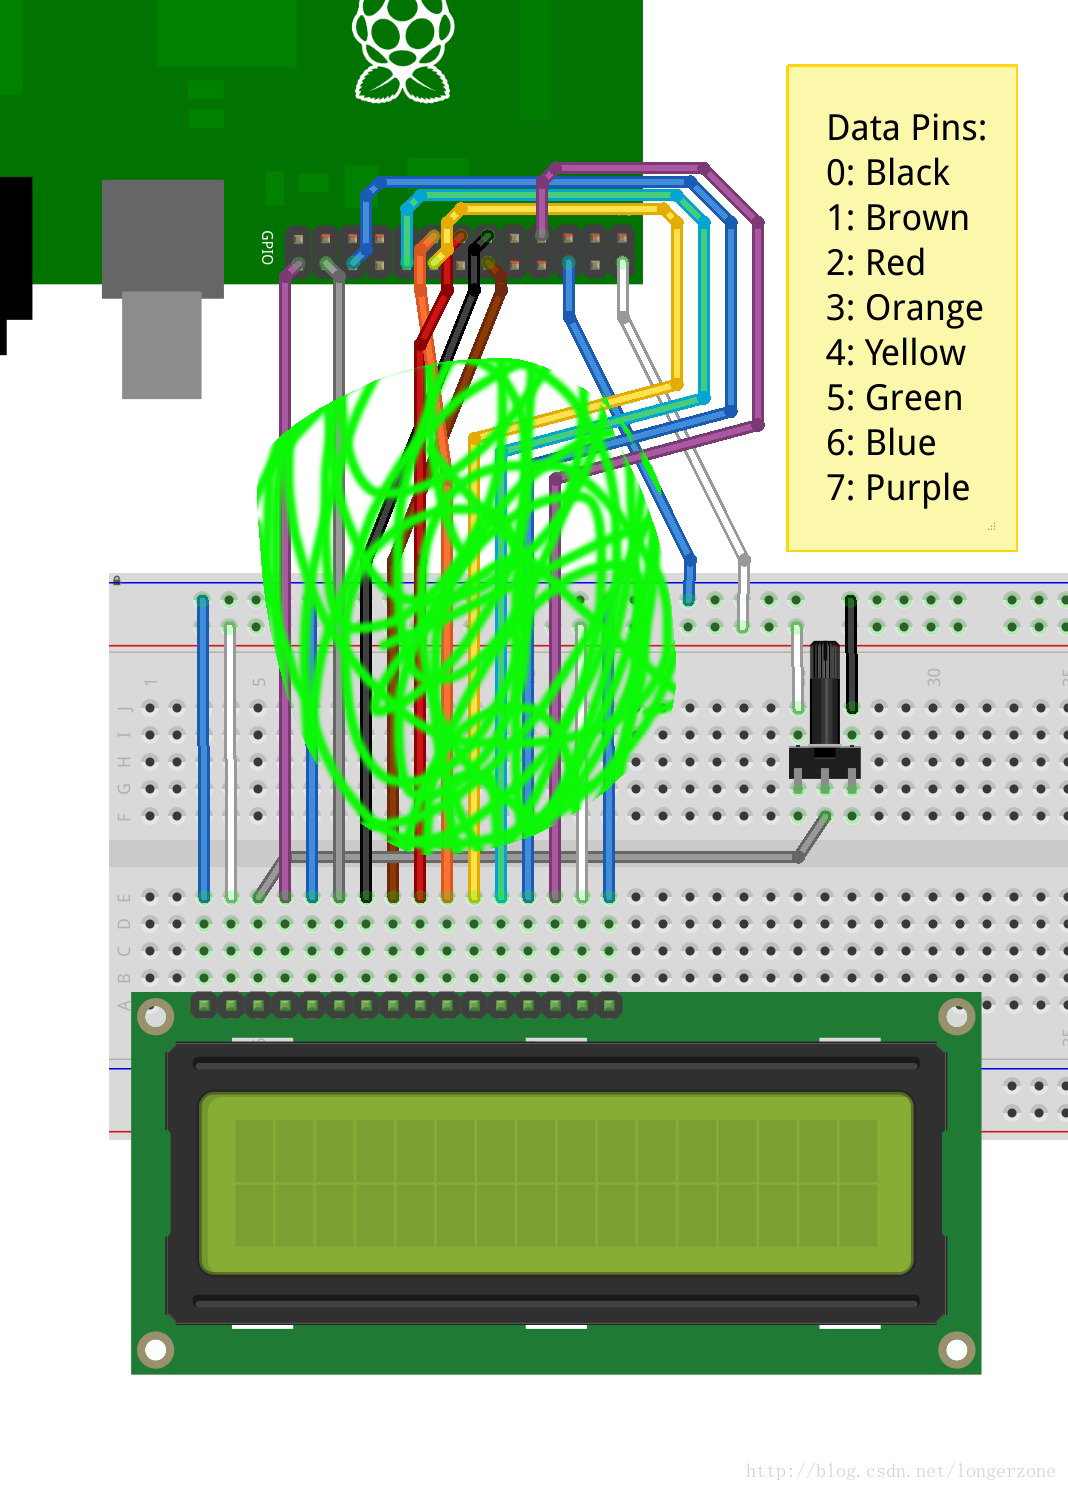 Data Pins:
0: Black
1: Brown
2: Red
3: Orange
4: Yellow
5: Green
6: Blue
7: Purple
GPIO
1
5
30
J
I
H
G
F
E
D
C
B
A
http://blog.csdn.net/longerzone